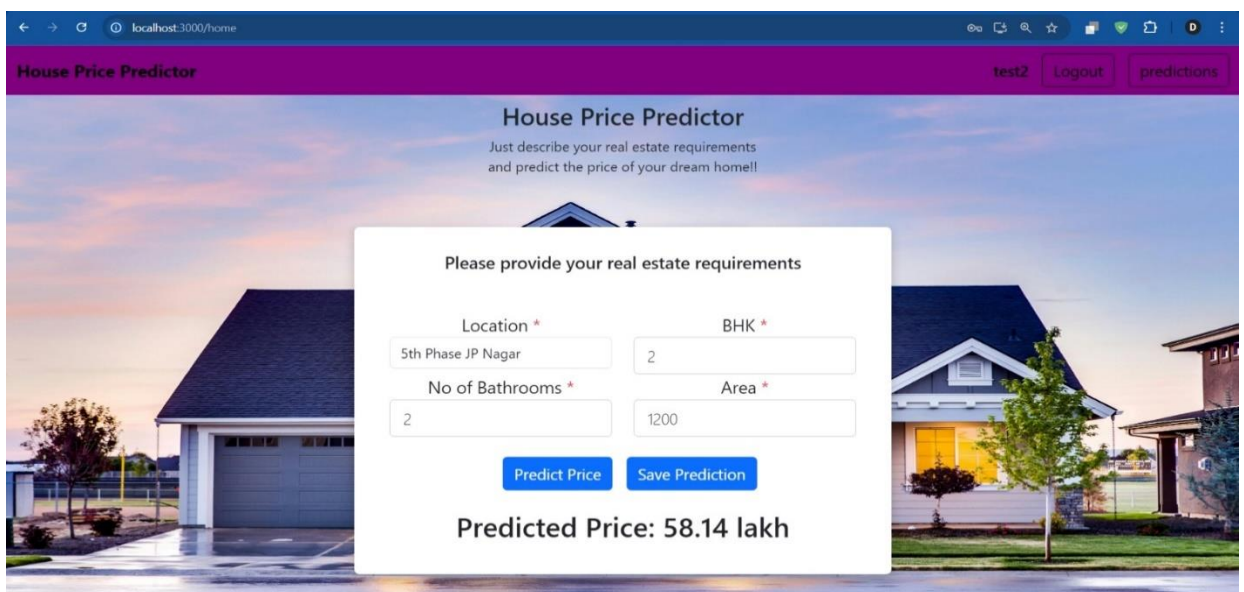 localhost:3000/home
D
House Price Predictor
test2 Logout predictions
House Price Predictor
Just describe your real estate requirements
and predict the price of your dream home!!
Please provide your real estate requirements
Location * BHK *
5th Phase JP Nagar 2
No of Bathrooms * Area *
2 1200
Predict Price Save Prediction
Predicted Price: 58.14 lakh